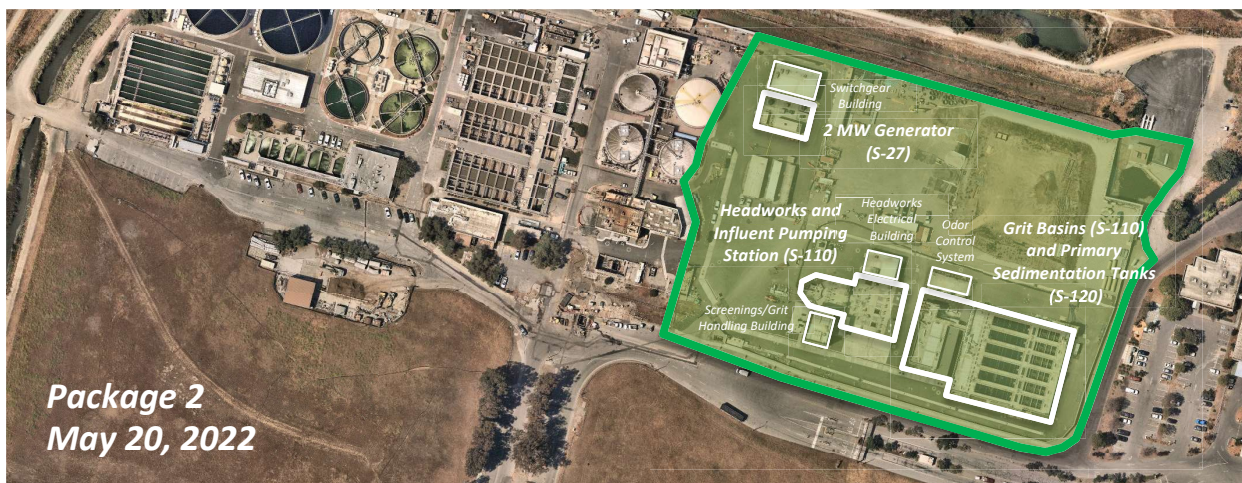 Switchgear
Building
2 MW Generator
(S-27)
Headworks and
Influent Pumping
Station (S-110)
Headworks
Electrical
Building
Odor
Control
System
Grit Basins (S-110)
and Primary
Sedimentation Tanks
(S-120)
Screenings/Grit
Handling Building
Package 2
May 20, 2022